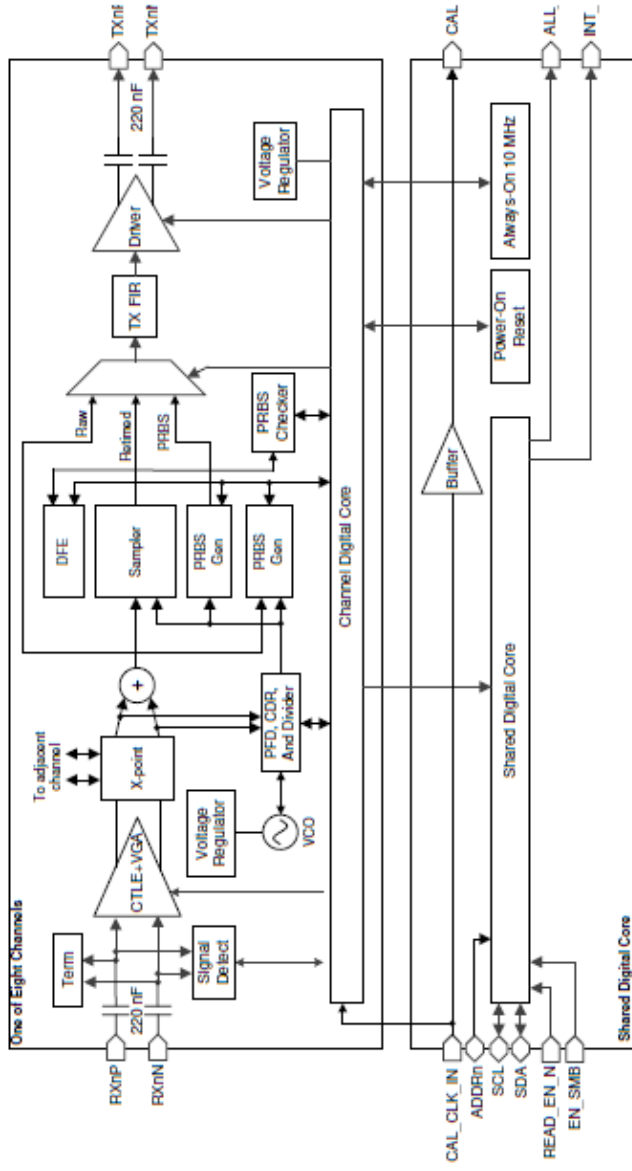 One of Eight Channels
RXnP
RXnN
220 nF
Term
Signal
Detect
CTLE+VGA
To adjacent
channel
X-point
Voltage
Regulator
VCO
PFD, CDR,
And Divider
+
DFE
Sampler
PRBS
Gen
PRBS
Gen
Raw
Retimed
PRBS
PRBS
Checker
TX FIR
Driver
220 nF
Voltage
Regulator
Channel Digital Core
CAL_CLK_IN
ADDRn
SCL
SDA
READ_EN_N
EN_SMB
Shared Digital Core
Buffer
Power-On
Reset
Always-On 10 MHz
CAL
ALL_
INT_
Shared Digital Core